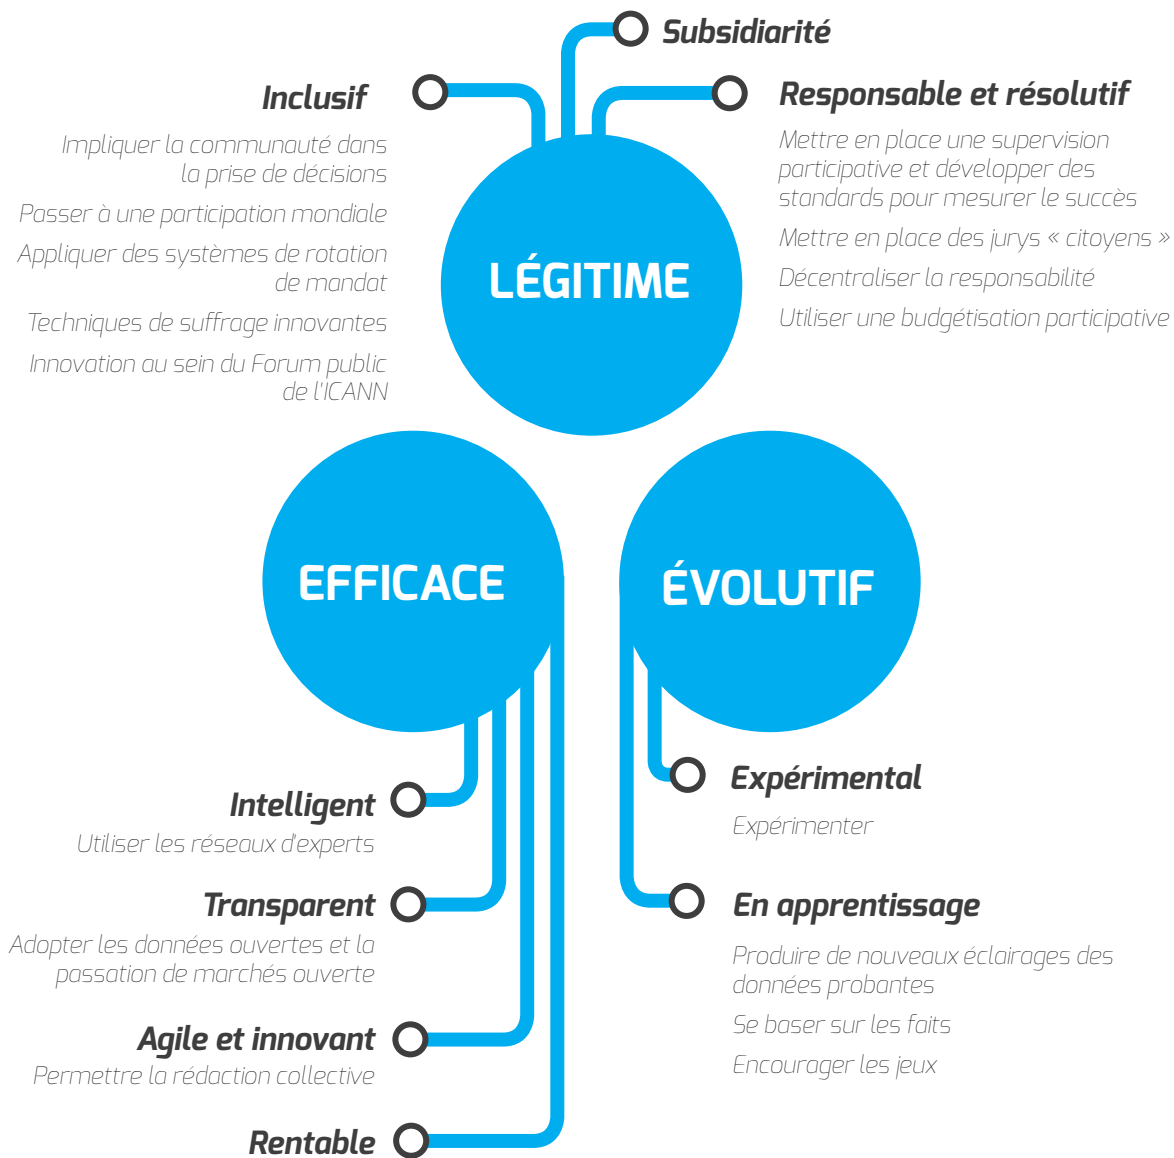 Subsidiarité
Inclusif
Impliquer la communauté dans
la prise de décisions
Passer à une participation mondiale
Appliquer des systèmes de rotation
de mandat
Techniques de suffrage innovantes
Innovation au sein du Forum public
de l'ICANN
Responsable et résolutif
Mettre en place une supervision
participative et développer des
standards pour mesurer le succès
Mettre en place des jurys « citoyens »
Décentraliser la responsabilité
Utiliser une budgétisation participative
LÉGITIME
EFFICACE
ÉVOLUTIF
Intelligent
Utiliser les réseaux d'experts
Transparent
Adopter les données ouvertes et la
passation de marchés ouverte
Agile et innovant
Permettre la rédaction collective
Rentable
Expérimental
Expérimenter
En apprentissage
Produire de nouveaux éclairages des
données probantes
Se baser sur les faits
Encourager les jeux